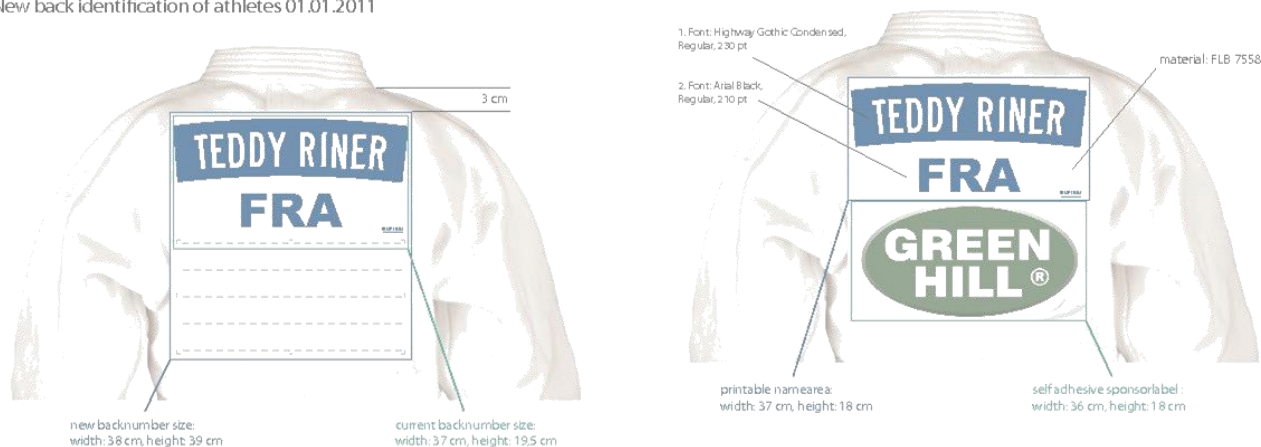 New back identification of athletes 01.01.2011
3 cm
TEDDY RINER
FRA
new backnumber size:
width: 38 cm, height: 39 cm
current backnumber size:
width: 37 cm, height: 19,5 cm
1. Font: Highway Gothic Condensed,
Regular, 230 pt
2. Font: Arial Black,
Regular, 210 pt
material: FLB 7558
TEDDY RINER
FRA
GREEN
HILL ®
printable namearea:
width: 37 cm, height: 18 cm
self adhesive sponsorlabel :
width: 36 cm, height: 18 cm